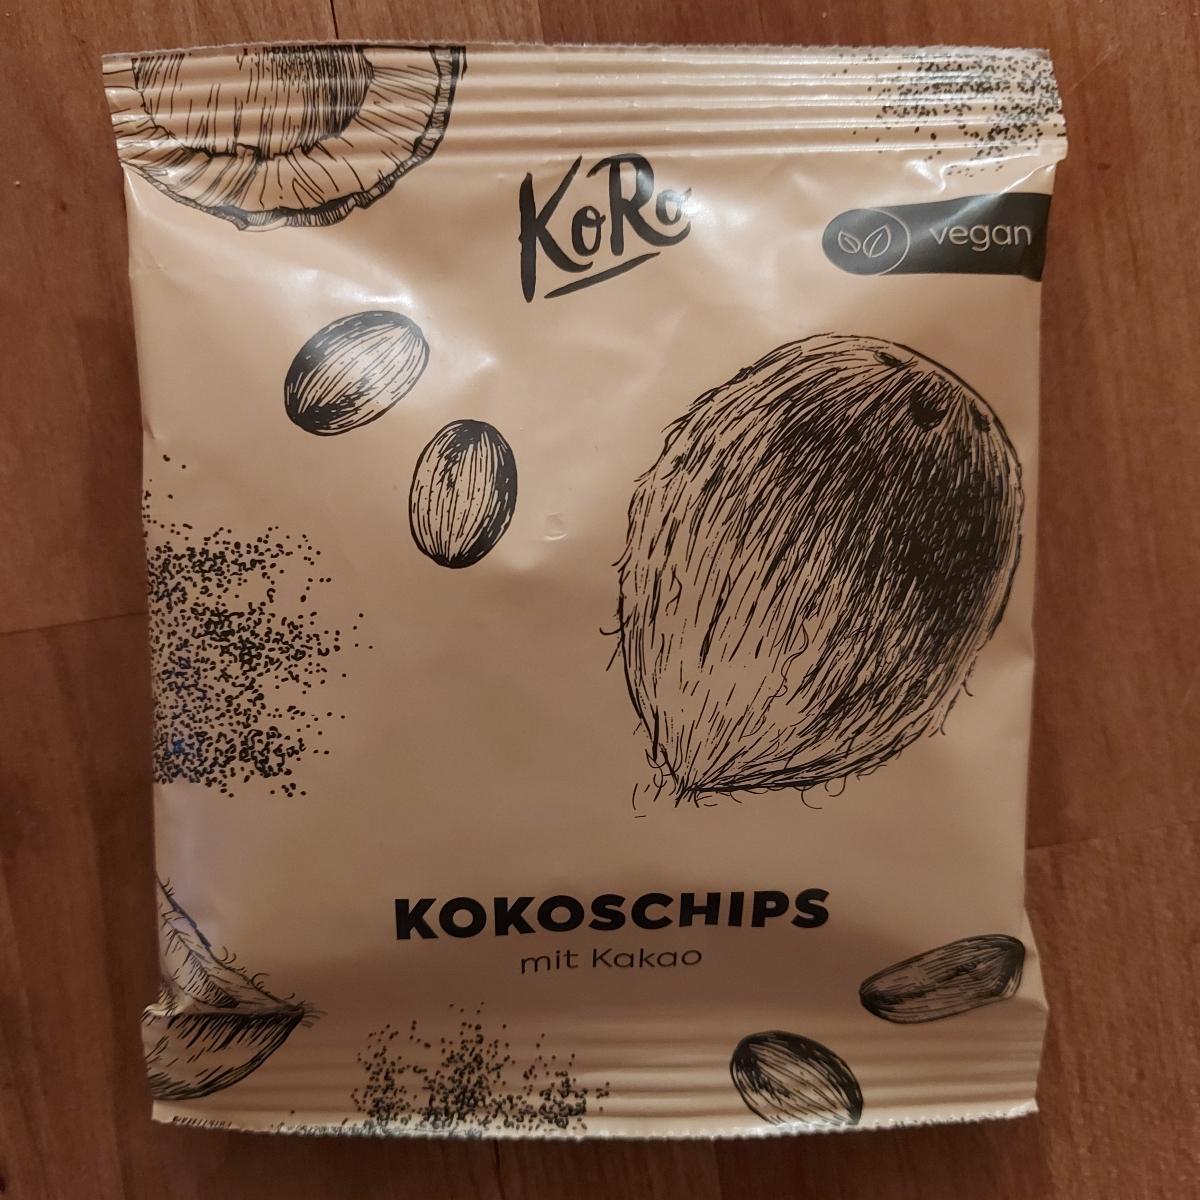 KoRo
vegan
KOKOSCHIPS
mit Kakao